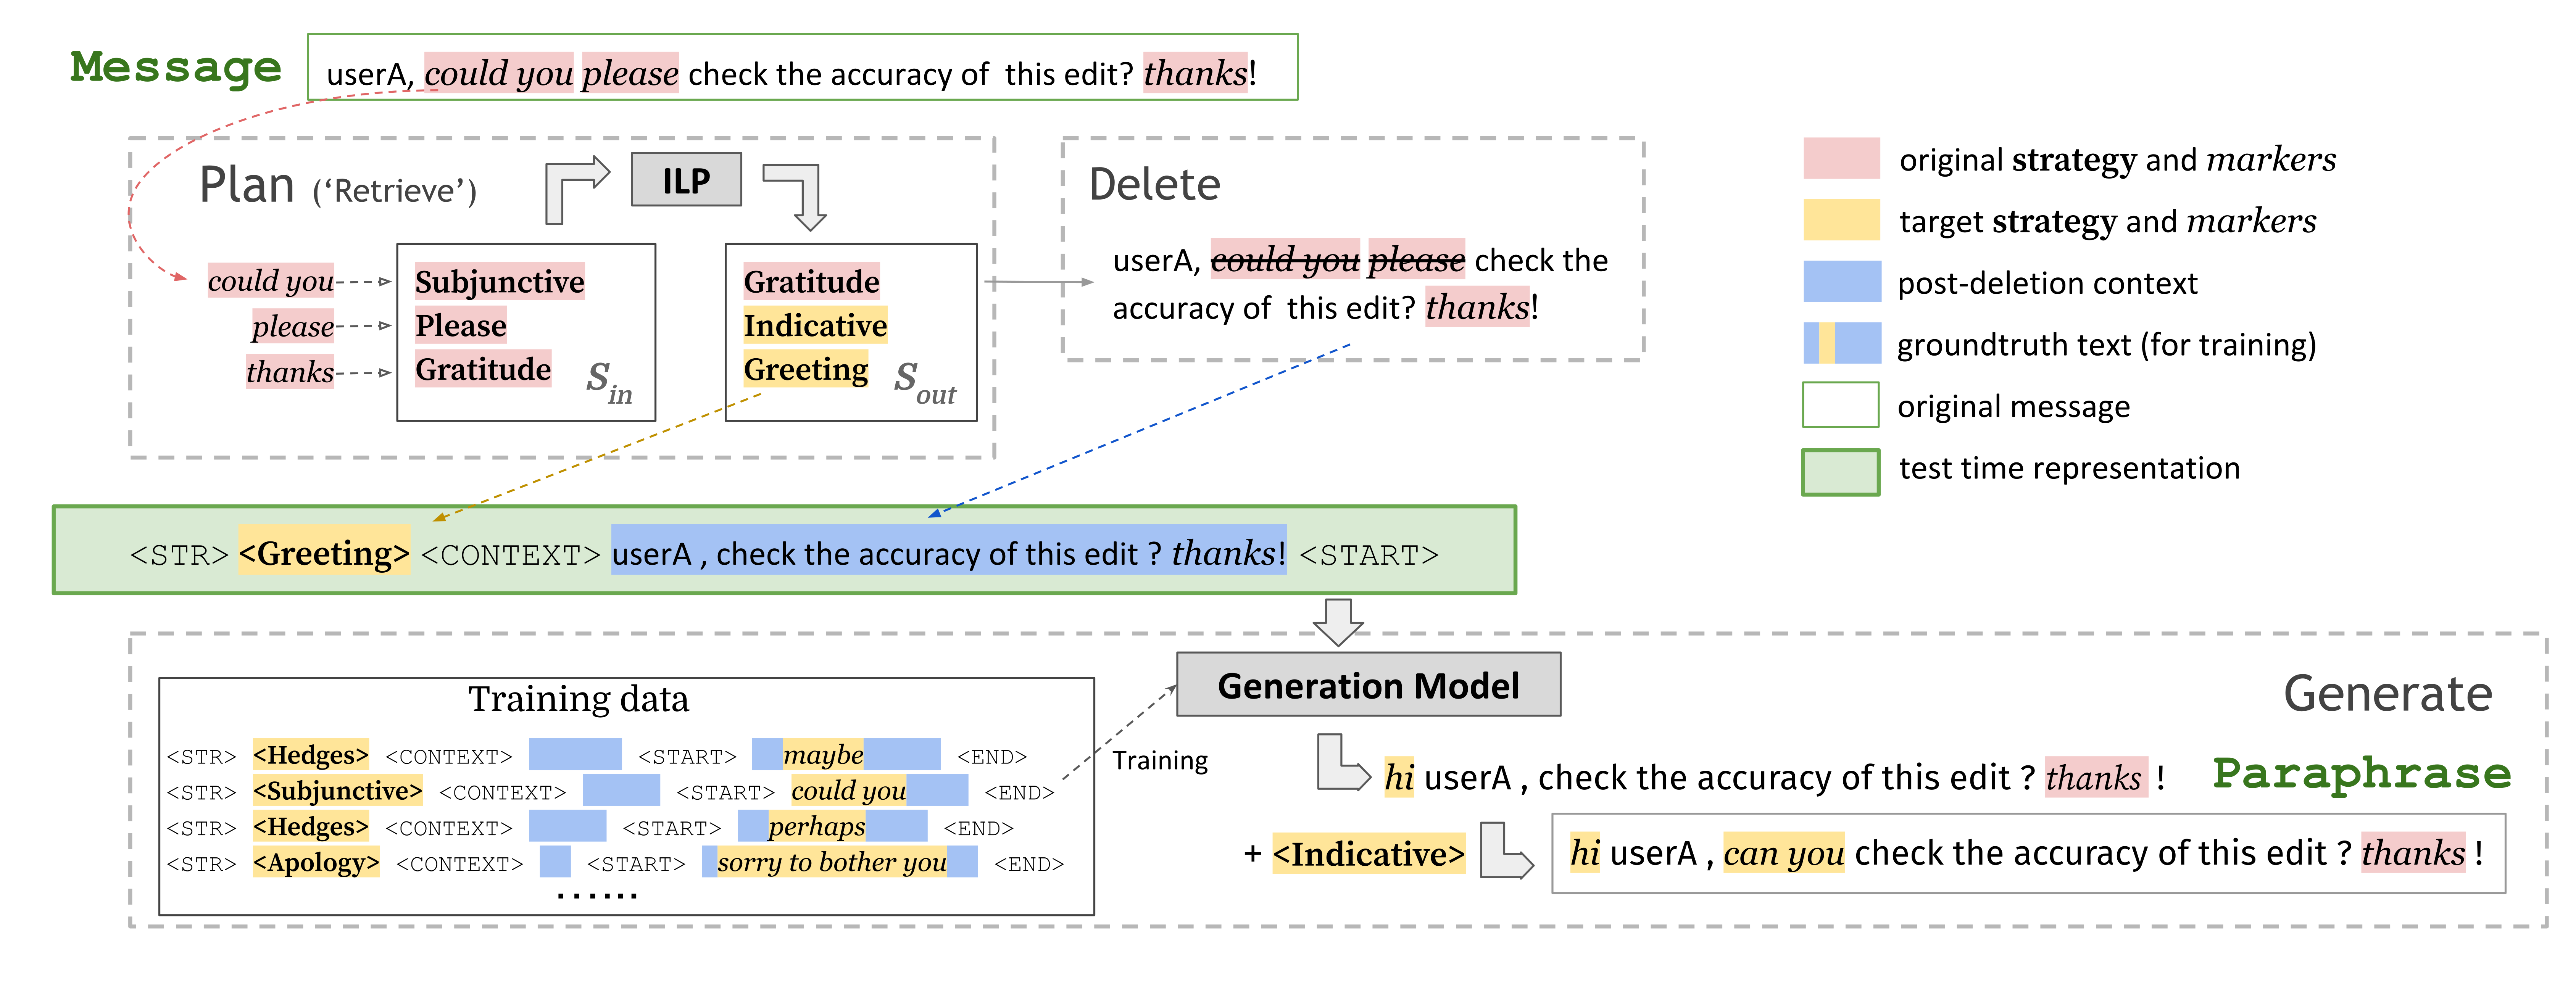 Message
userA, could you please check the accuracy of  this edit? thanks!
Plan (‘Retrieve’)
ILP
could you
please
thanks
Subjunctive
Please
Gratitude
Sin
Gratitude
Indicative
Greeting
Sout
Delete
userA, could you please check the
accuracy of  this edit? thanks!
original strategy and markers
target strategy and markers
post-deletion context
groundtruth text (for training)
original message
test time representation
<STR> <Greeting> <CONTEXT> userA , check the accuracy of this edit ? thanks! <START>
Training data
<STR> <Hedges> <CONTEXT> <START> maybe <END>
<STR> <Subjunctive> <CONTEXT> <START> could you <END>
<STR> <Hedges> <CONTEXT> <START> perhaps <END>
<STR> <Apology> <CONTEXT> <START> sorry to bother you <END>
......
Training
Generation Model
Generate
Paraphrase
hi userA , check the accuracy of this edit ? thanks !
+ <Indicative>
hi userA , can you check the accuracy of this edit ? thanks !